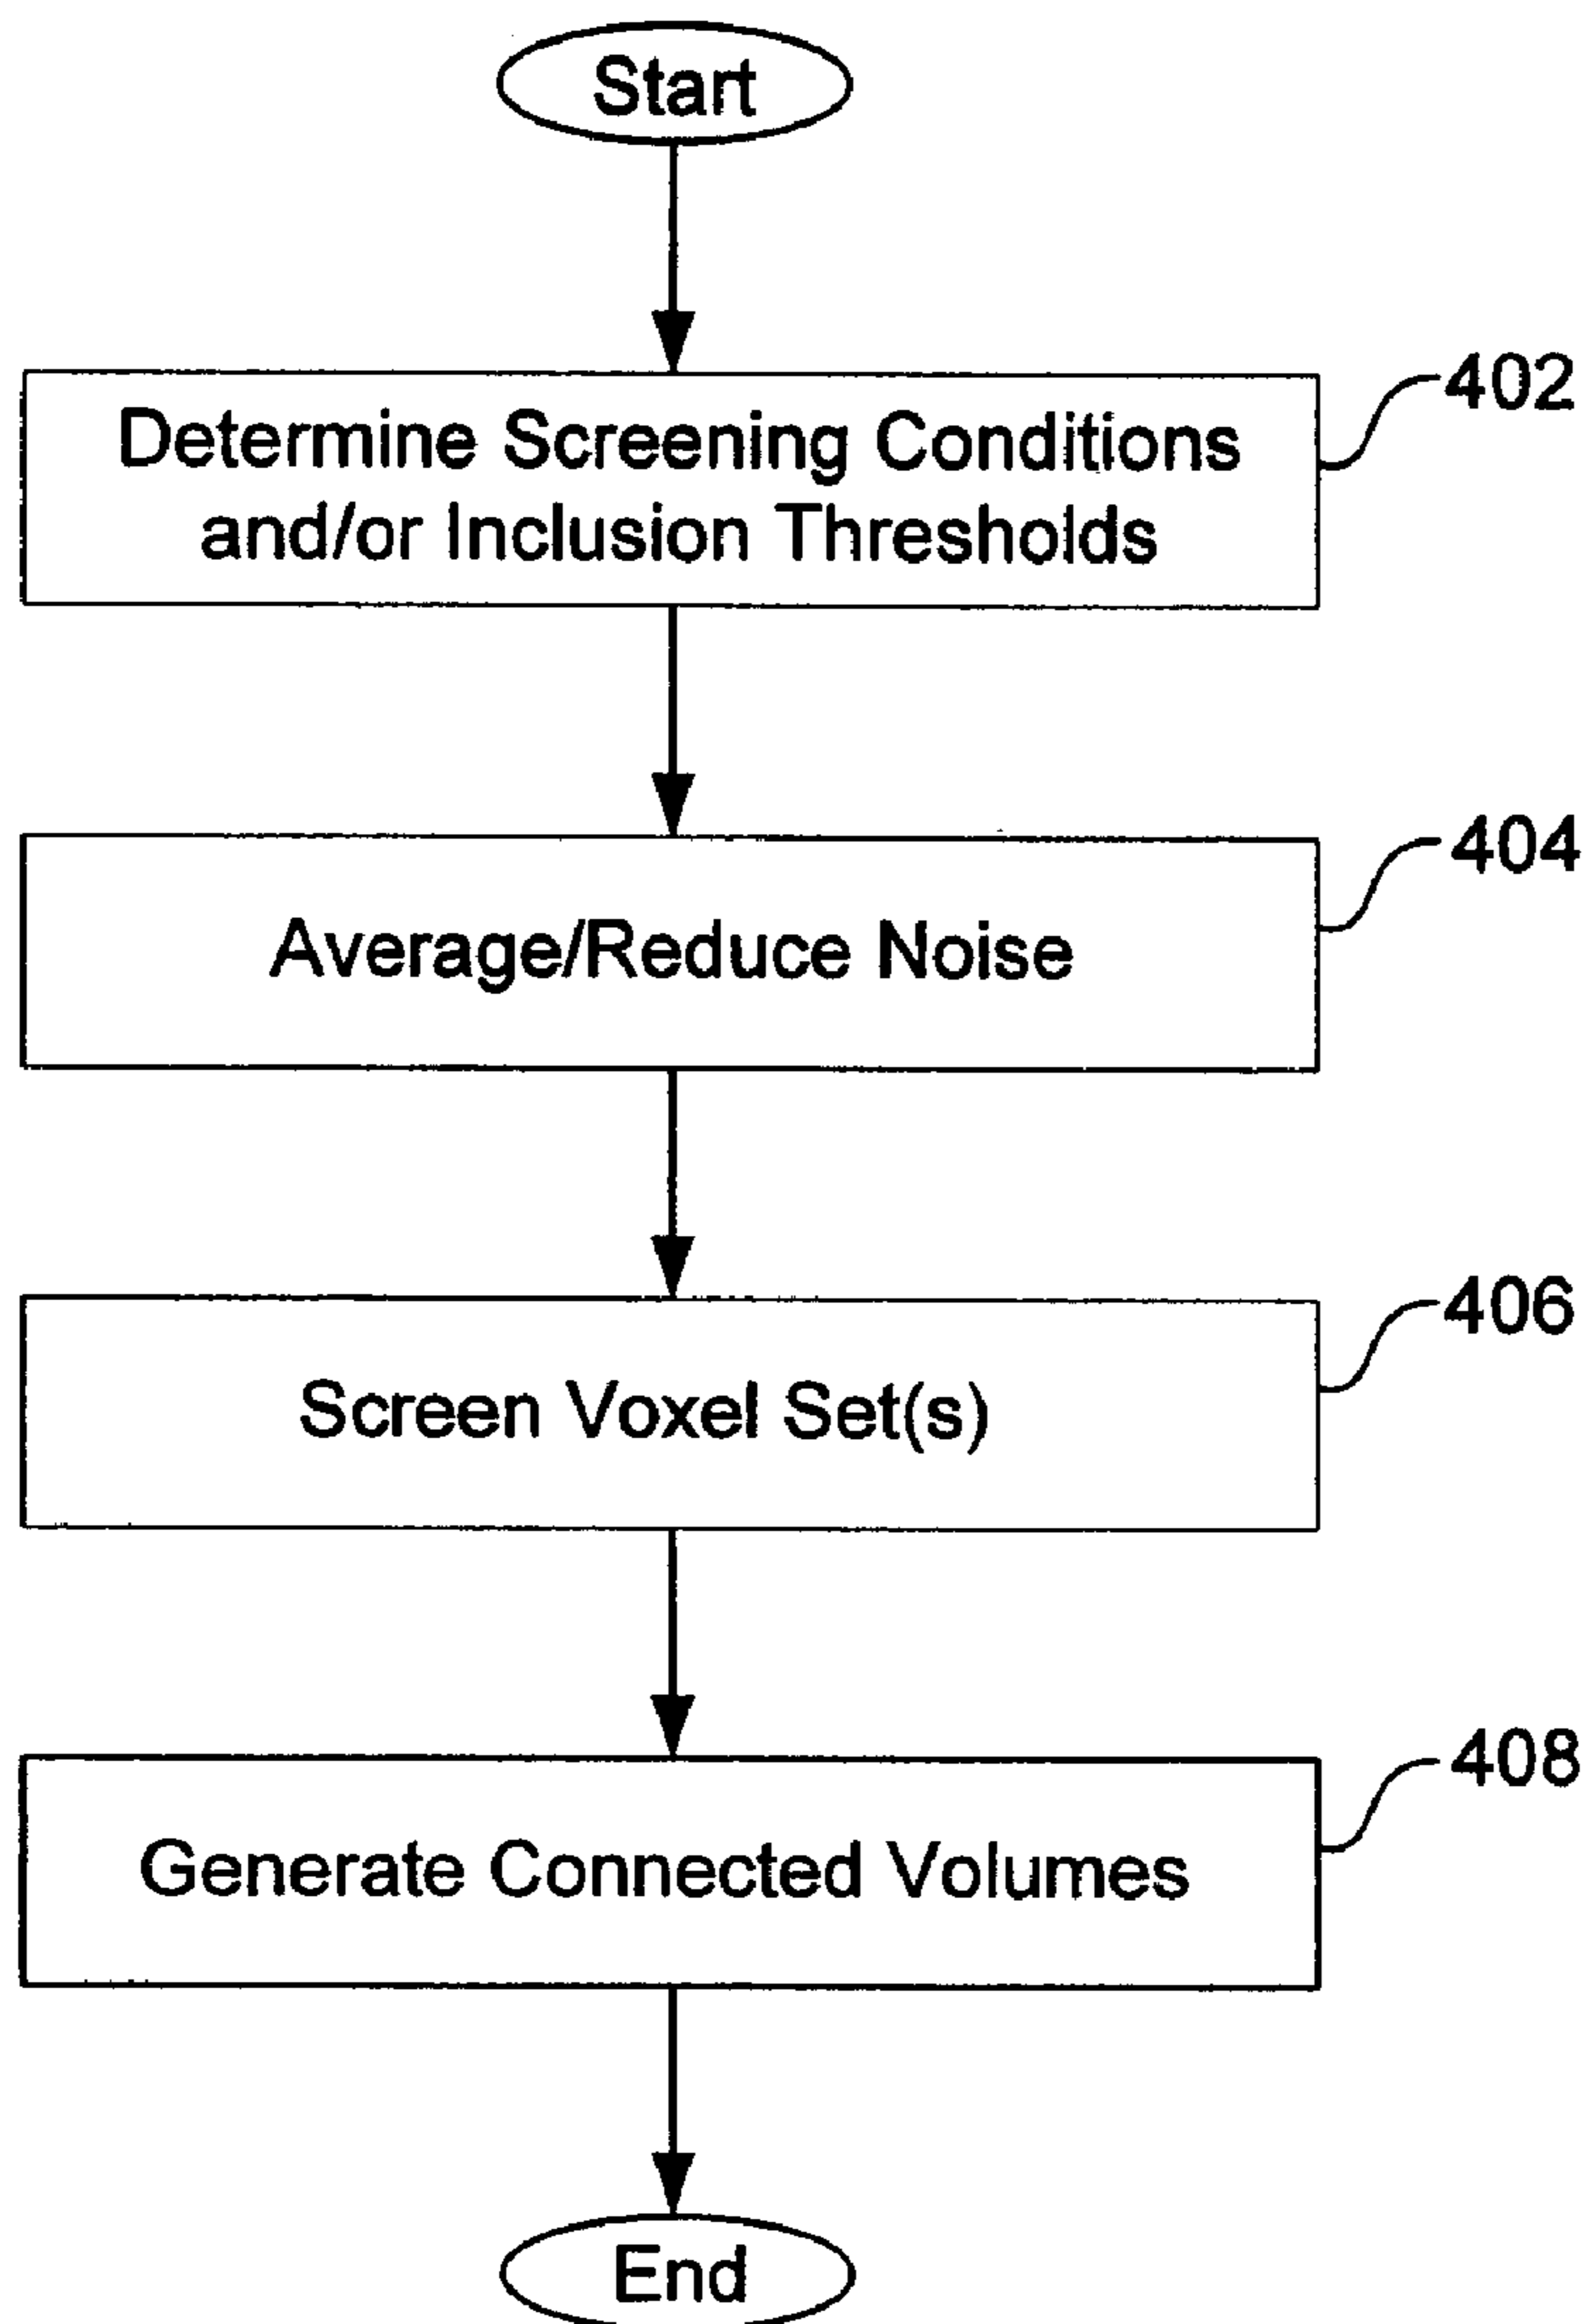 Start
402
Determine Screening Conditions
and/or Inclusion Thresholds
404
Average/Reduce Noise
406
Screen Voxel Set(s)
408
Generate Connected Volumes
End